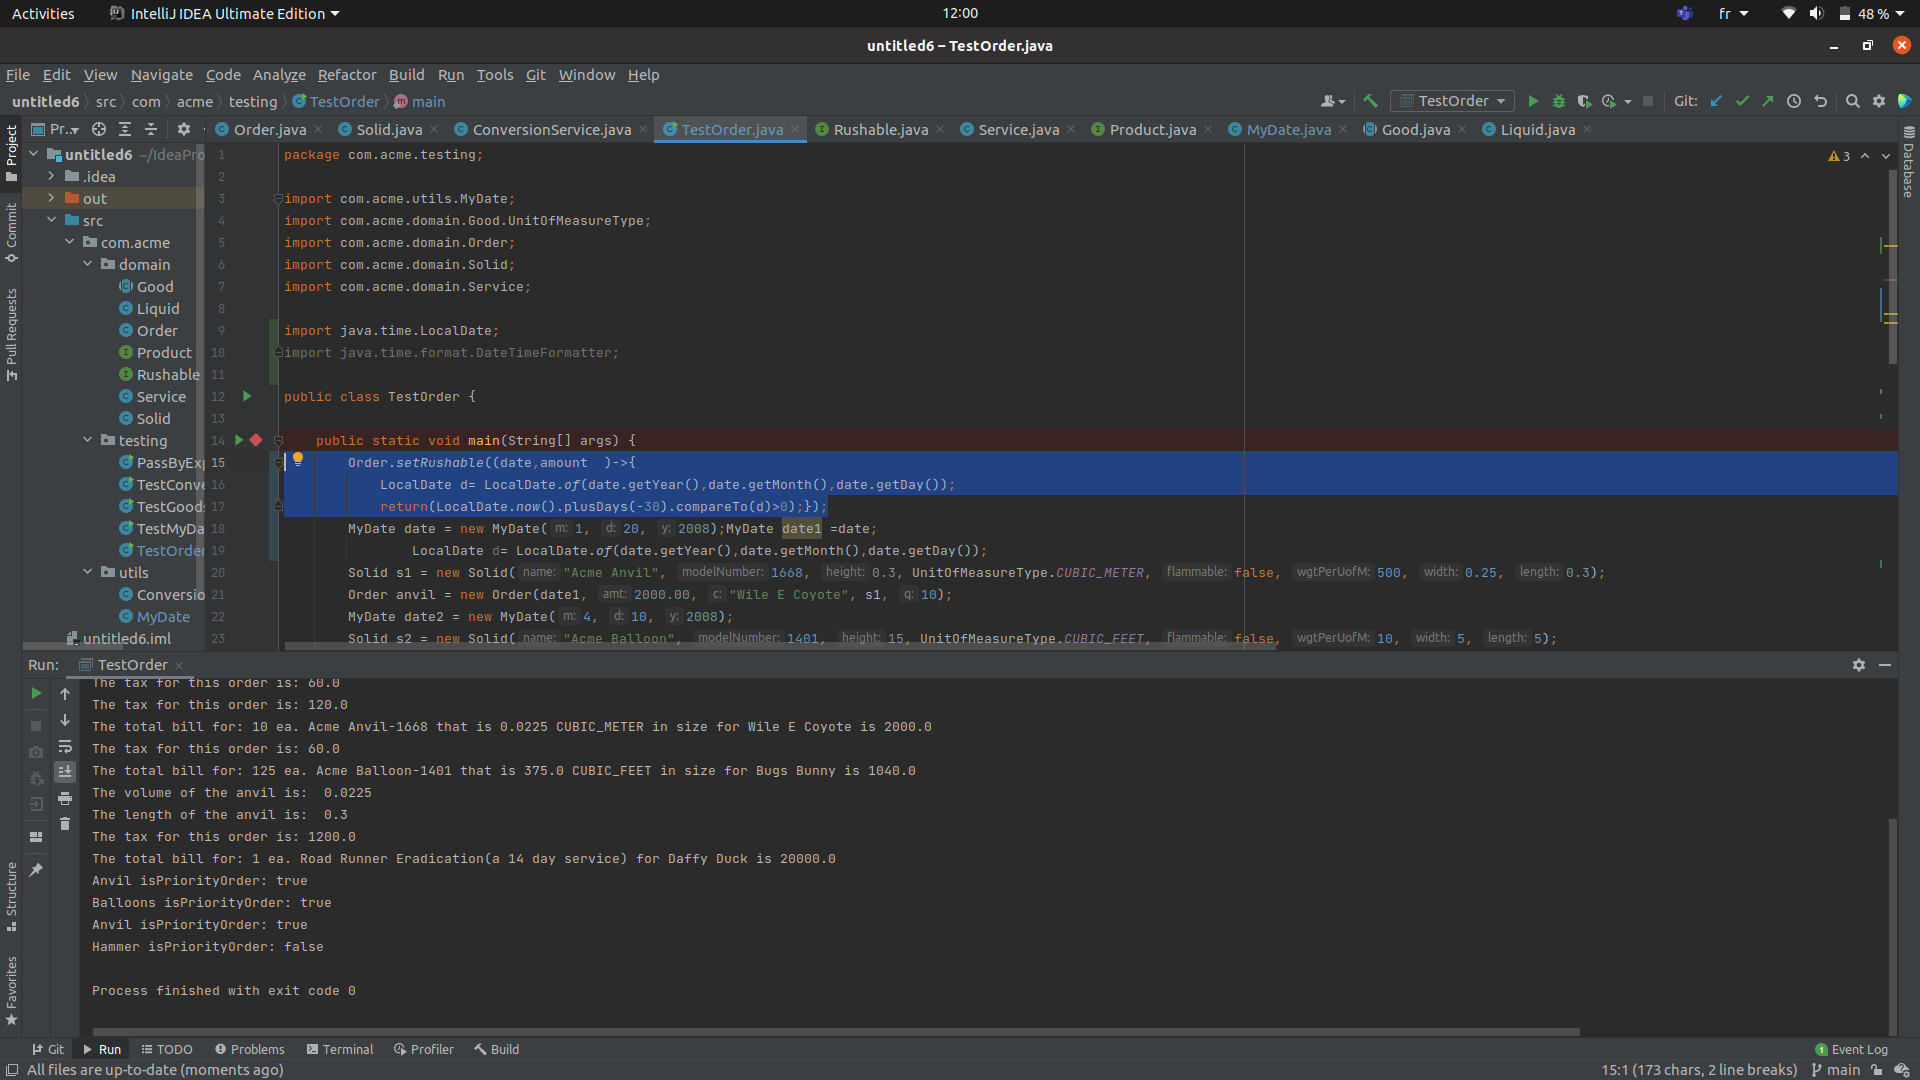 Activities IntelliJ IDEA Ultimate Edition 12:00 fr 48 %
untitled6 – TestOrder.java
File Edit View Navigate Code Analyze Refactor Build Run Tools Git Window Help
untitled6 src com acme testing TestOrder main TestOrder Git:
Pr... Order.java Solid.java ConversionService.java TestOrder.java Rushable.java Service.java Product.java MyDate.java Good.java Liquid.java
Project
Commit
Pull Requests
Structure
Favorites
Database
untitled6 ~/IdeaPro
.idea
out
src
com.acme
domain
Good
Liquid
Order
Product
Rushable
Service
Solid
testing
PassByExp
TestConve
TestGoods
TestMyDa
TestOrder
utils
Conversio
MyDate
untitled6.iml
3
1 package com.acme.testing;
2
3 import com.acme.utils.MyDate;
4 import com.acme.domain.Good.UnitOfMeasureType;
5 import com.acme.domain.Order;
6 import com.acme.domain.Solid;
7 import com.acme.domain.Service;
8
9 import java.time.LocalDate;
10 import java.time.format.DateTimeFormatter;
11
12 public class TestOrder {
13
14 public static void main(String[] args) {
15 Order.setRushable((date,amount )->{
16 LocalDate d= LocalDate.of(date.getYear(),date.getMonth(),date.getDay());
17 return(LocalDate.now().plusDays(-30).compareTo(d)>0);});
18 MyDate date = new MyDate( m: 1, d: 20, y: 2008);MyDate date1 =date;
19 LocalDate d= LocalDate.of(date.getYear(),date.getMonth(),date.getDay());
20 Solid s1 = new Solid( name: "Acme Anvil", modelNumber: 1668, height: 0.3, UnitOfMeasureType.CUBIC_METER, flammable: false, wgtPerUofM: 500, width: 0.25, length: 0.3);
21 Order anvil = new Order(date1, amt: 2000.00, c: "Wile E Coyote", s1, q: 10);
22 MyDate date2 = new MyDate( m: 4, d: 10, y: 2008);
23 Solid s2 = new Solid( name: "Acme Balloon", modelNumber: 1401, height: 15, UnitOfMeasureType.CUBIC_FEET, flammable: false, wgtPerUofM: 10, width: 5, length: 5);
Run: TestOrder
The tax for this order is: 60.0
The tax for this order is: 120.0
The total bill for: 10 ea. Acme Anvil-1668 that is 0.0225 CUBIC_METER in size for Wile E Coyote is 2000.0
The tax for this order is: 60.0
The total bill for: 125 ea. Acme Balloon-1401 that is 375.0 CUBIC_FEET in size for Bugs Bunny is 1040.0
The volume of the anvil is:  0.0225
The length of the anvil is:  0.3
The tax for this order is: 1200.0
The total bill for: 1 ea. Road Runner Eradication(a 14 day service) for Daffy Duck is 20000.0
Anvil isPriorityOrder: true
Balloons isPriorityOrder: true
Anvil isPriorityOrder: true
Hammer isPriorityOrder: false
Process finished with exit code 0
Git Run TODO Problems Terminal Profiler Build 1 Event Log
All files are up-to-date (moments ago) 15:1 (173 chars, 2 line breaks) main